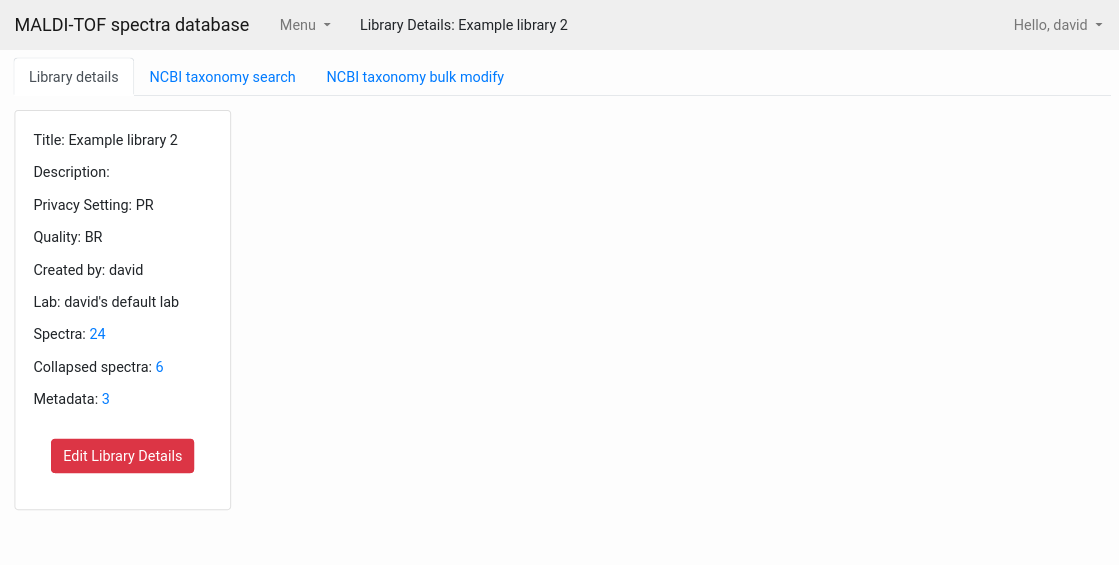 MALDI-TOF spectra database Menu Library Details: Example library 2 Hello, david
Library details NCBI taxonomy search NCBI taxonomy bulk modify
Title: Example library 2
Description:
Privacy Setting: PR
Quality: BR
Created by: david
Lab: david's default lab
Spectra: 24
Collapsed spectra: 6
Metadata: 3
Edit Library Details